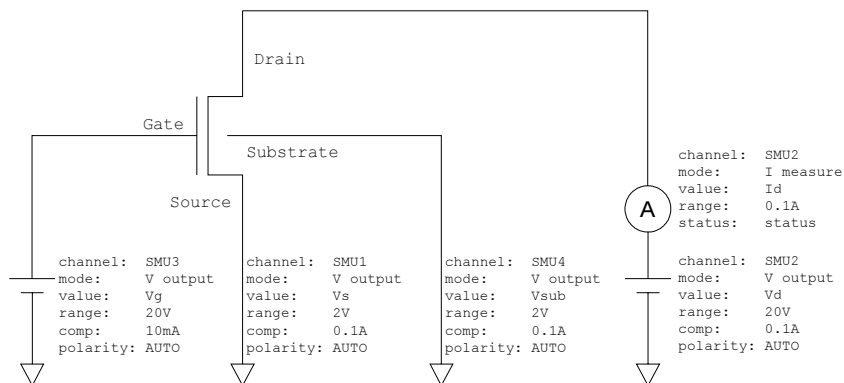 Drain
Gate
Substrate
Source
channel: SMU2
mode: I measure
value: Id
range: 0.1A
status: status
A
channel: SMU3
mode: V output
value: Vg
range: 20V
comp: 10mA
polarity: AUTO
channel: SMU1
mode: V output
value: Vs
range: 2V
comp: 0.1A
polarity: AUTO
channel: SMU4
mode: V output
value: Vsub
range: 2V
comp: 0.1A
polarity: AUTO
channel: SMU2
mode: V output
value: Vd
range: 20V
comp: 0.1A
polarity: AUTO